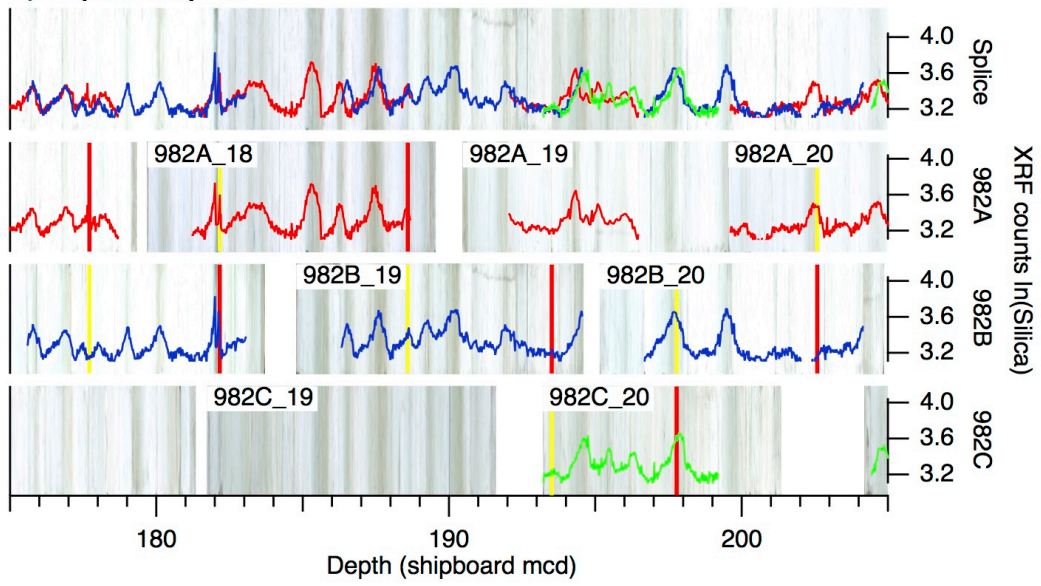 4.0
3.6
3.2
Splice
982A_18
982A_19
982A_20
4.0
3.6
3.2
982A
982B_19
982B_20
4.0
3.6
3.2
982B
982C_19
982C_20
4.0
3.6
3.2
982C
XRF counts ln(Silica)
180
190
200
Depth (shipboard mcd)